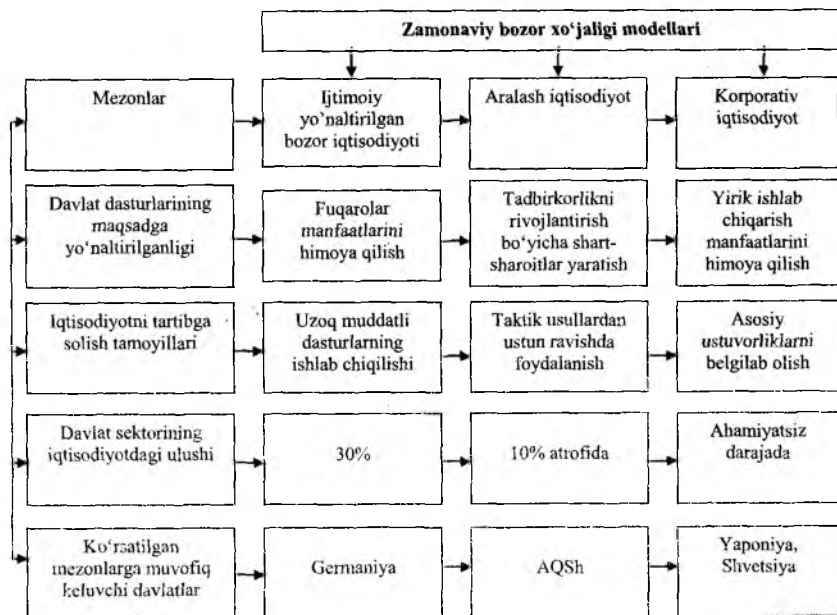 Zamonaviy bozor xo‘jaligi modellari
Mezonlar
Ijtimoiy
yo’naltirilgan
bozor iqtisodiyoti
Aralash iqtisodiyot
Korporativ
iqtisodiyot
Davlat dasturlarining
maqsadga
yo‘naltirilganligi
Fuqarolar
manfaatlarini
himoya qilish
Tadbirkorlikni
rivojlantirish
bo‘yicha shart-
sharoitlar yaratish
Yirik ishlab
chiqarish
manfaatlarini
himoya qilish
Iqtisodiyotni tartibga
solish tamoyillari
Uzoq muddatli
dasturlarning
ishlab chiqilishi
Taktik usullardan
ustun ravishda
foydalanish
Asosiy
ustuvorliklarni
belgilab olish
Davlat sektorining
iqtisodiyotdagi ulushi
30%
10% atrofida
Ahamiyatsiz
darajada
Ko‘rsatilgan
mezonlarga muvofiq
keluvchi davlatlar
Germaniya
AQSh
Yaponiya,
Shvetsiya